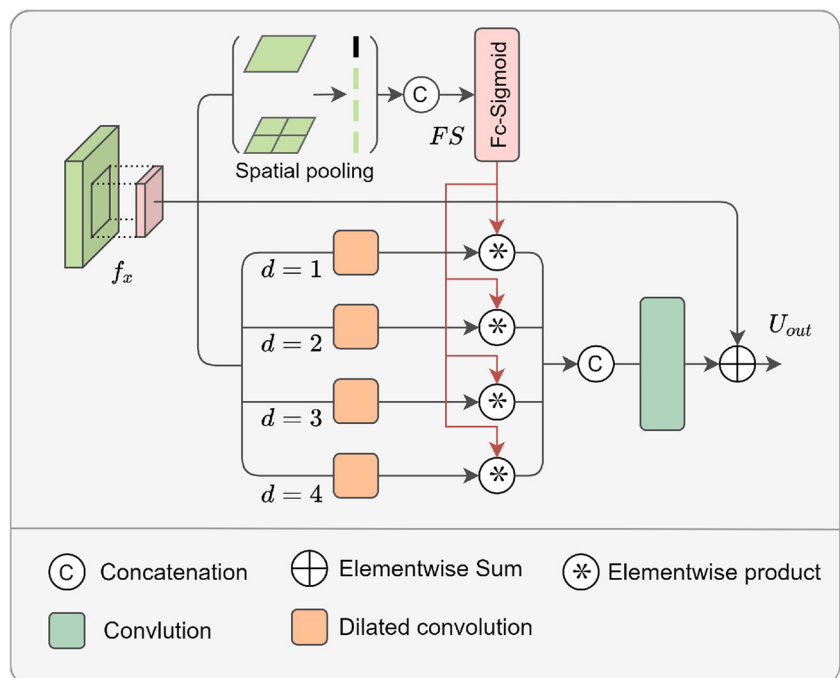 C
Fc-Sigmoid
FS
Spatial pooling
f_x
d = 1
*
d = 2
*
U_out
C
d = 3
*
d = 4
*
C Concatenation
Elementwise Sum
* Elementwise product
Convlution
Dilated convolution